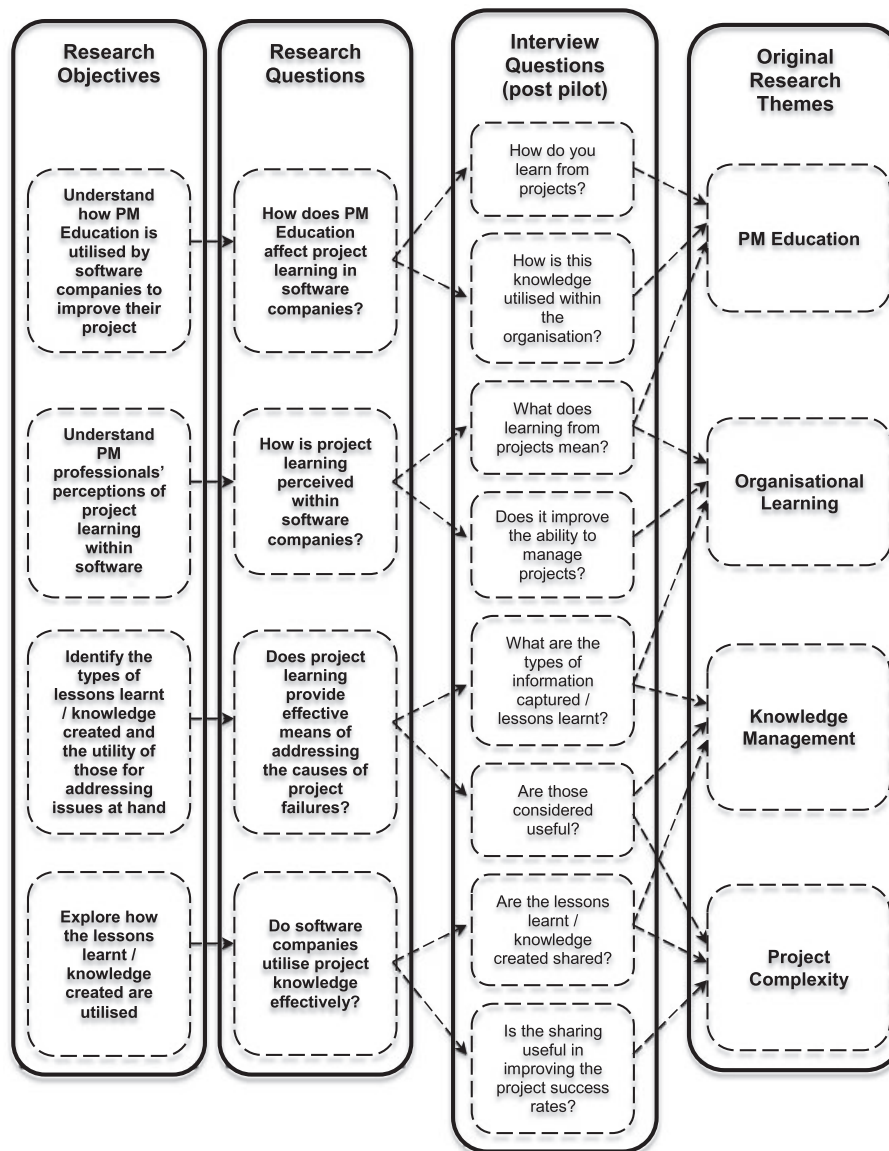 Research
Objectives
Understand
how PM
Education is
utilised by
software
companies to
improve their
project
Understand
PM
professionals'
perceptions of
project
learning
within
software
Identify the
types of
lessons learnt
/ knowledge
created and
the utility of
those for
addressing
issues at hand
Explore how
the lessons
learnt /
knowledge
created are
utilised
Research
Questions
How does PM
Education
affect project
learning in
software
companies?
How is project
learning
perceived
within
software
companies?
Does project
learning
provide
effective
means of
addressing
the causes of
project
failures?
Do software
companies
utilise project
knowledge
effectively?
Interview
Questions
(post pilot)
How do you
learn from
projects?
How is this
knowledge
utilised within
the
organisation?
What does
learning from
projects mean?
Does it improve
the ability to
manage
projects?
What are the
types of
information
captured /
lessons learnt?
Are those
considered
useful?
Are the lessons
learnt /
knowledge
created shared?
Is the sharing
useful in
improving the
project success
rates?
Original
Research
Themes
PM Education
Organisational
Learning
Knowledge
Management
Project
Complexity